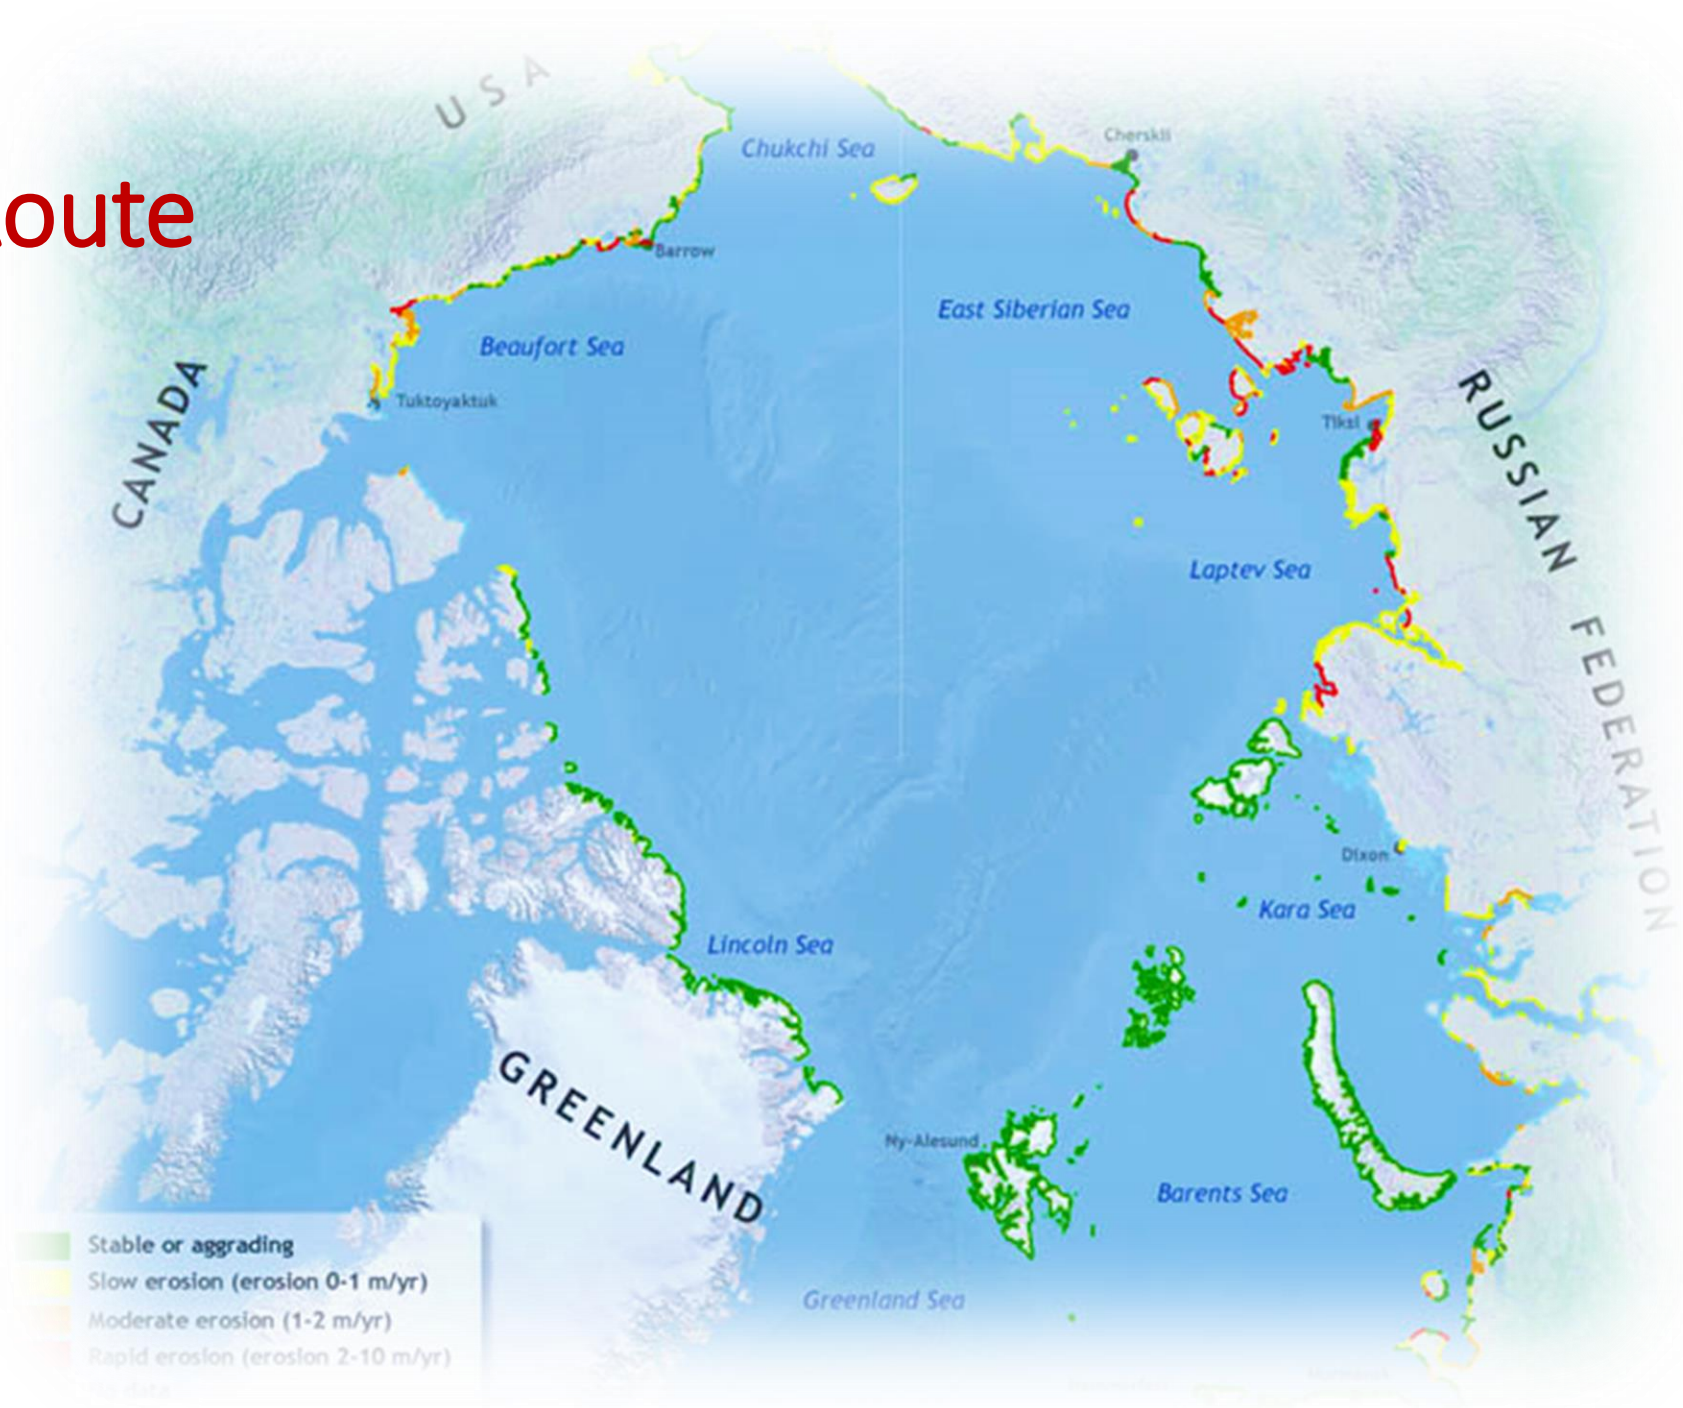 USA
Chukchi Sea
Cherskii
oute
Barrow
East Siberian Sea
Beaufort Sea
CANADA
Tuktoyaktuk
Tiksi
RUSSIAN FEDERATION
Laptev Sea
Dixon
Kara Sea
Lincoln Sea
GREENLAND
Ny-Alesund
Barents Sea
Stable or aggrading
Slow erosion (erosion 0-1 m/yr)
Greenland Sea
Moderate erosion (1-2 m/yr)
Rapid erosion (erosion 2-10 m/yr)
No data